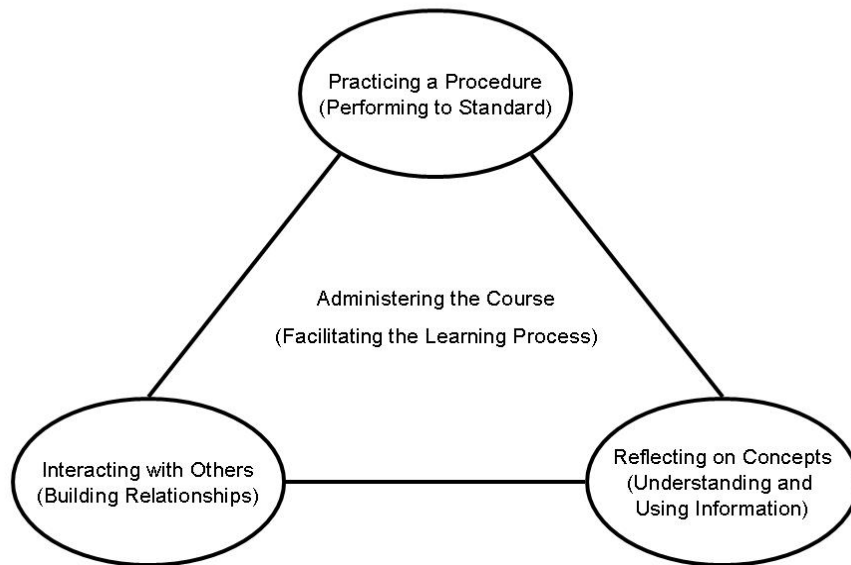 Practicing a Procedure
(Performing to Standard)
Administering the Course
(Facilitating the Learning Process)
Interacting with Others
(Building Relationships)
Reflecting on Concepts
(Understanding and
Using Information)